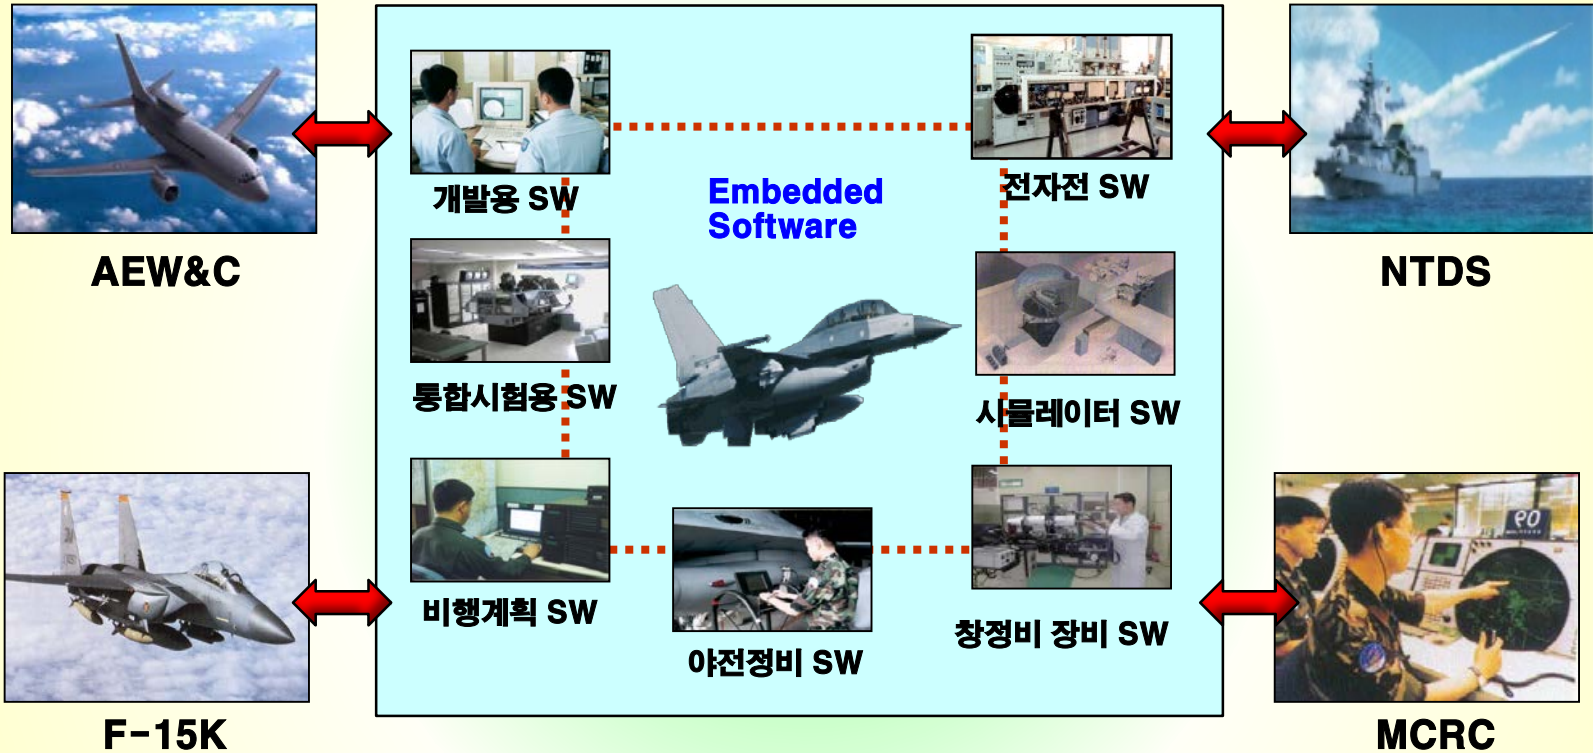 개발용 SW
전자전 SW
Embedded
Software
AEW&C
NTDS
통합시험용 SW
시뮬레이터 SW
비행계획 SW
야전정비 SW
창정비 장비 SW
F-15K
MCRC